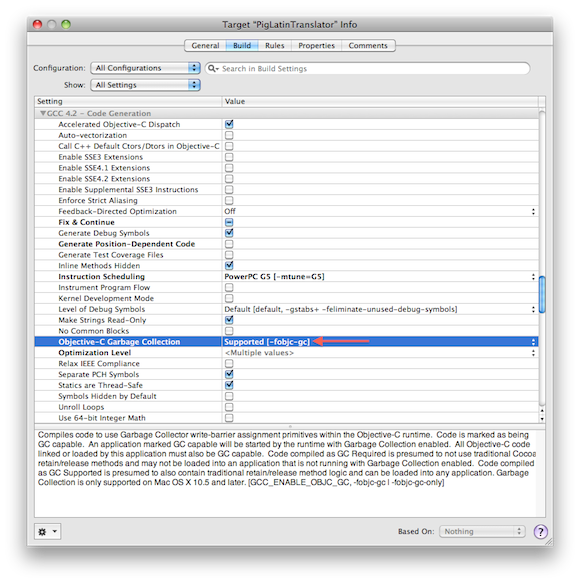 Target “PigLatinTranslator” Info
General Build Rules Properties Comments
Configuration: All Configurations Search in Build Settings
Show: All Settings
Setting Value
GCC 4.2 – Code Generation
Accelerated Objective-C Dispatch
Auto-vectorization
Call C++ Default Ctors/Dtors in Objective-C
Enable SSE3 Extensions
Enable SSE4.1 Extensions
Enable SSE4.2 Extensions
Enable Supplemental SSE3 Instructions
Enforce Strict Aliasing
Feedback-Directed Optimization Off
Fix & Continue
Generate Debug Symbols
Generate Position-Dependent Code
Generate Test Coverage Files
Inline Methods Hidden
Instruction Scheduling PowerPC G5 [-mtune=G5]
Instrument Program Flow
Kernel Development Mode
Level of Debug Symbols Default [default, -gstabs+ -feliminate-unused-debug-symbols]
Make Strings Read-Only
No Common Blocks
Objective-C Garbage Collection Supported [-fobjc-gc]
Optimization Level <Multiple values>
Relax IEEE Compliance
Separate PCH Symbols
Statics are Thread-Safe
Symbols Hidden by Default
Unroll Loops
Use 64-bit Integer Math
Compiles code to use Garbage Collector write-barrier assignment primitives within the Objective-C runtime. Code is marked as being
GC capable. An application marked GC capable will be started by the runtime with Garbage Collection enabled. All Objective-C code
linked or loaded by this application must also be GC capable. Code compiled as GC Required is presumed to not use traditional Cocoa
retain/release methods and may not be loaded into an application that is not running with Garbage Collection enabled. Code compiled
as GC Supported is presumed to also contain traditional retain/release method logic and can be loaded into any application. Garbage
Collection is only supported on Mac OS X 10.5 and later. [GCC_ENABLE_OBJC_GC, -fobjc-gc | -fobjc-gc-only]
Based On: Nothing ?